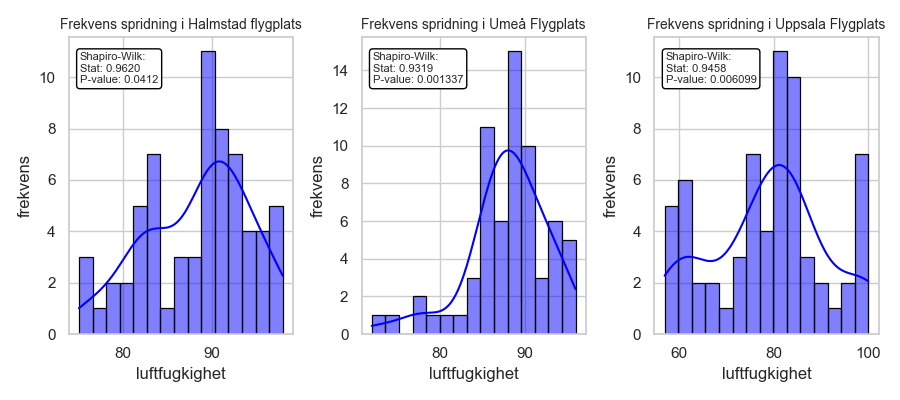 Frekvens spridning i Halmstad flygplats
Shapiro-Wilk:
Stat: 0.9620
P-value: 0.0412
frekvens
10
8
6
4
2
0
80 90
luftfugkighet
Frekvens spridning i Umeå Flygplats
Shapiro-Wilk:
Stat: 0.9319
P-value: 0.001337
frekvens
14
12
10
8
6
4
2
0
80 90
luftfugkighet
Frekvens spridning i Uppsala Flygplats
Shapiro-Wilk:
Stat: 0.9458
P-value: 0.006099
frekvens
10
8
6
4
2
0
60 80 100
luftfugkighet